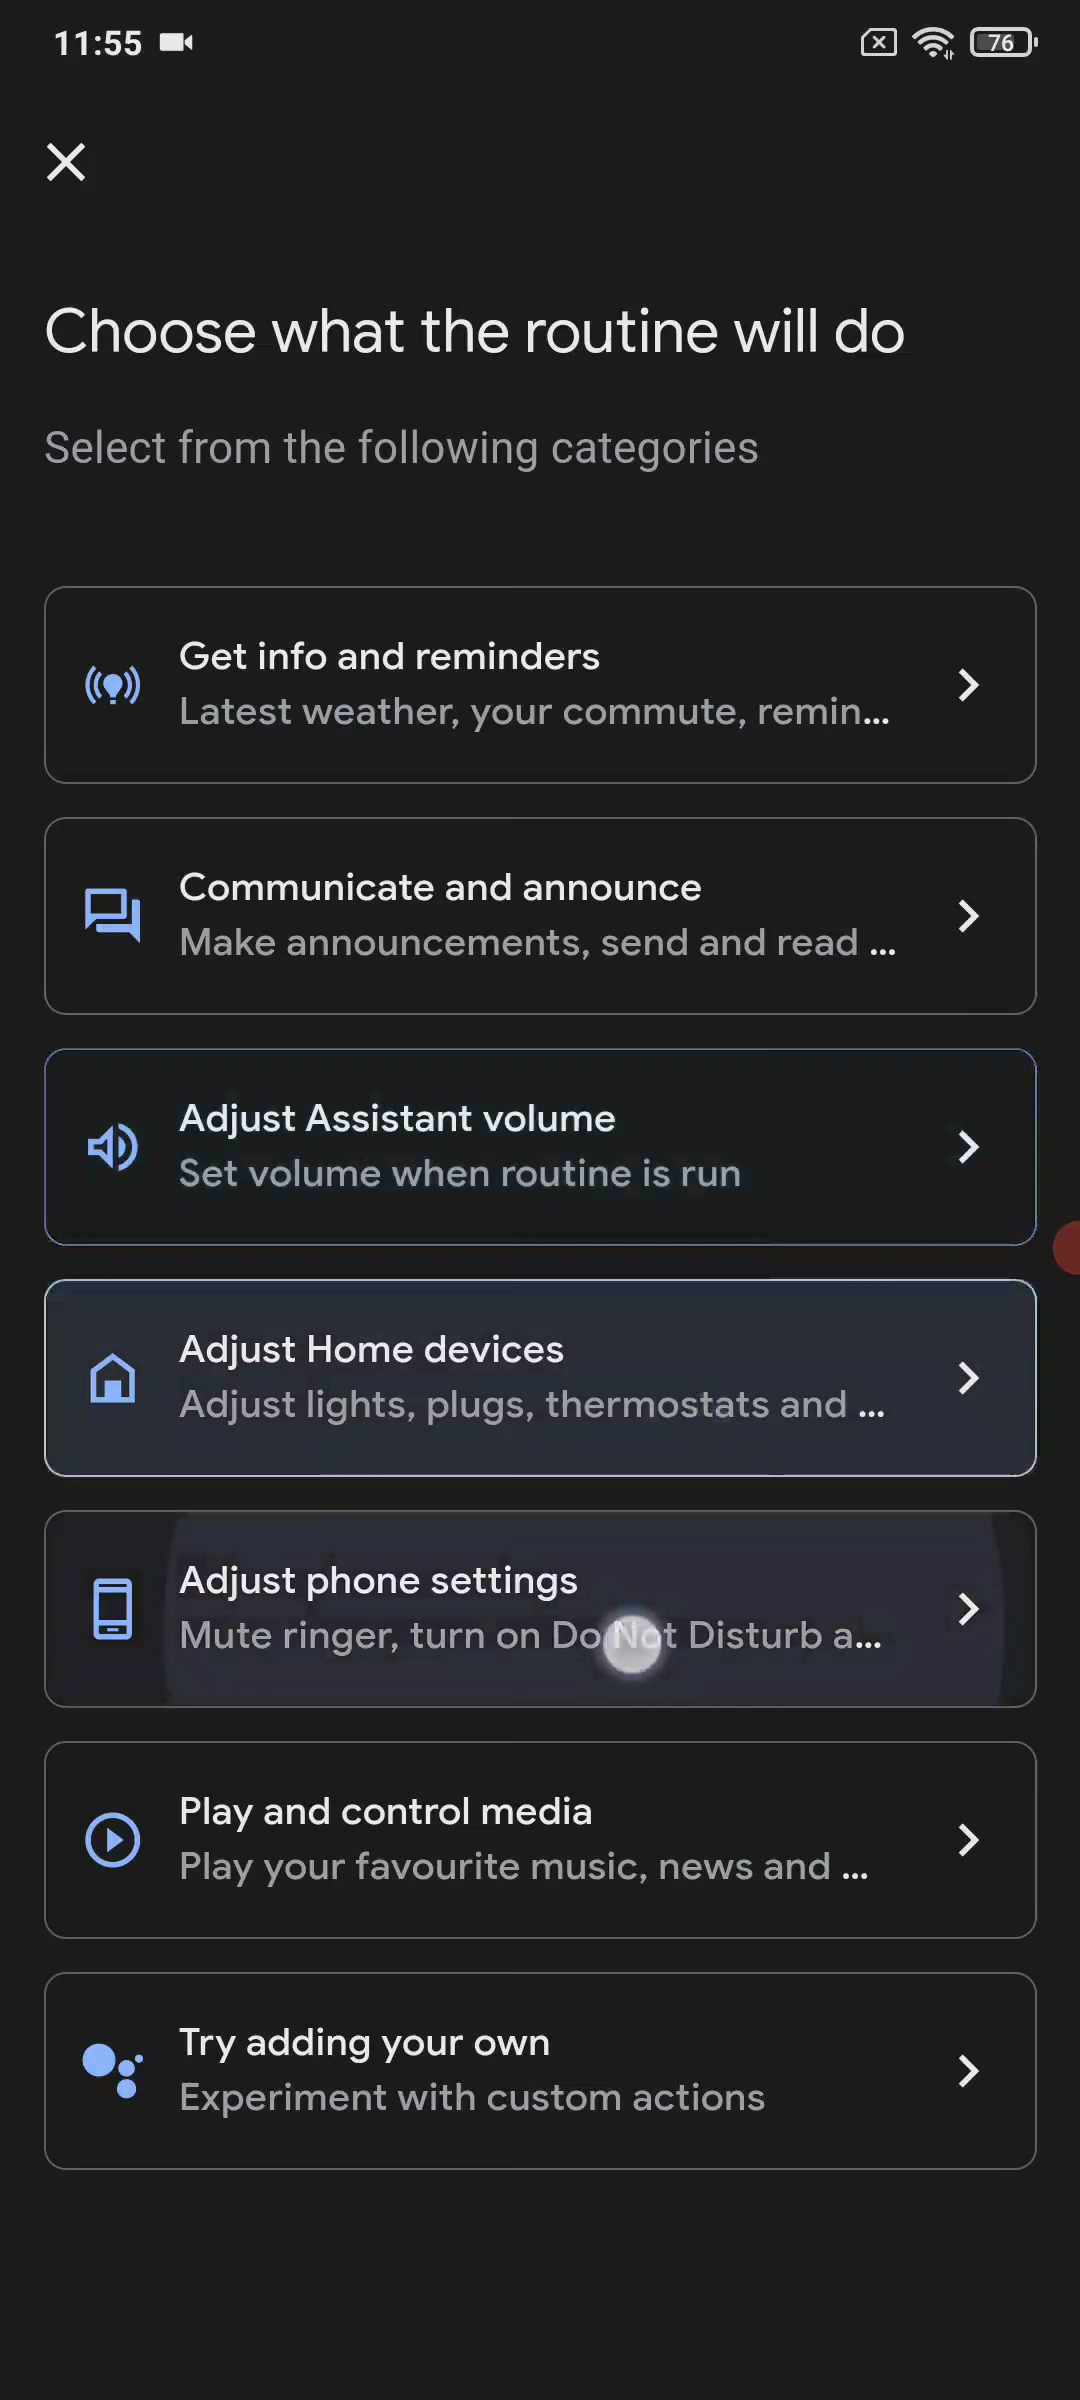 11:55
76
Choose what the routine will do
Select from the following categories
Get info and reminders
Latest weather, your commute, remin...
Communicate and announce
Make announcements, send and read ...
Adjust Assistant volume
Set volume when routine is run
Adjust Home devices
Adjust lights, plugs, thermostats and ...
Adjust phone settings
Mute ringer, turn on Do Not Disturb a...
Play and control media
Play your favourite music, news and ...
Try adding your own
Experiment with custom actions